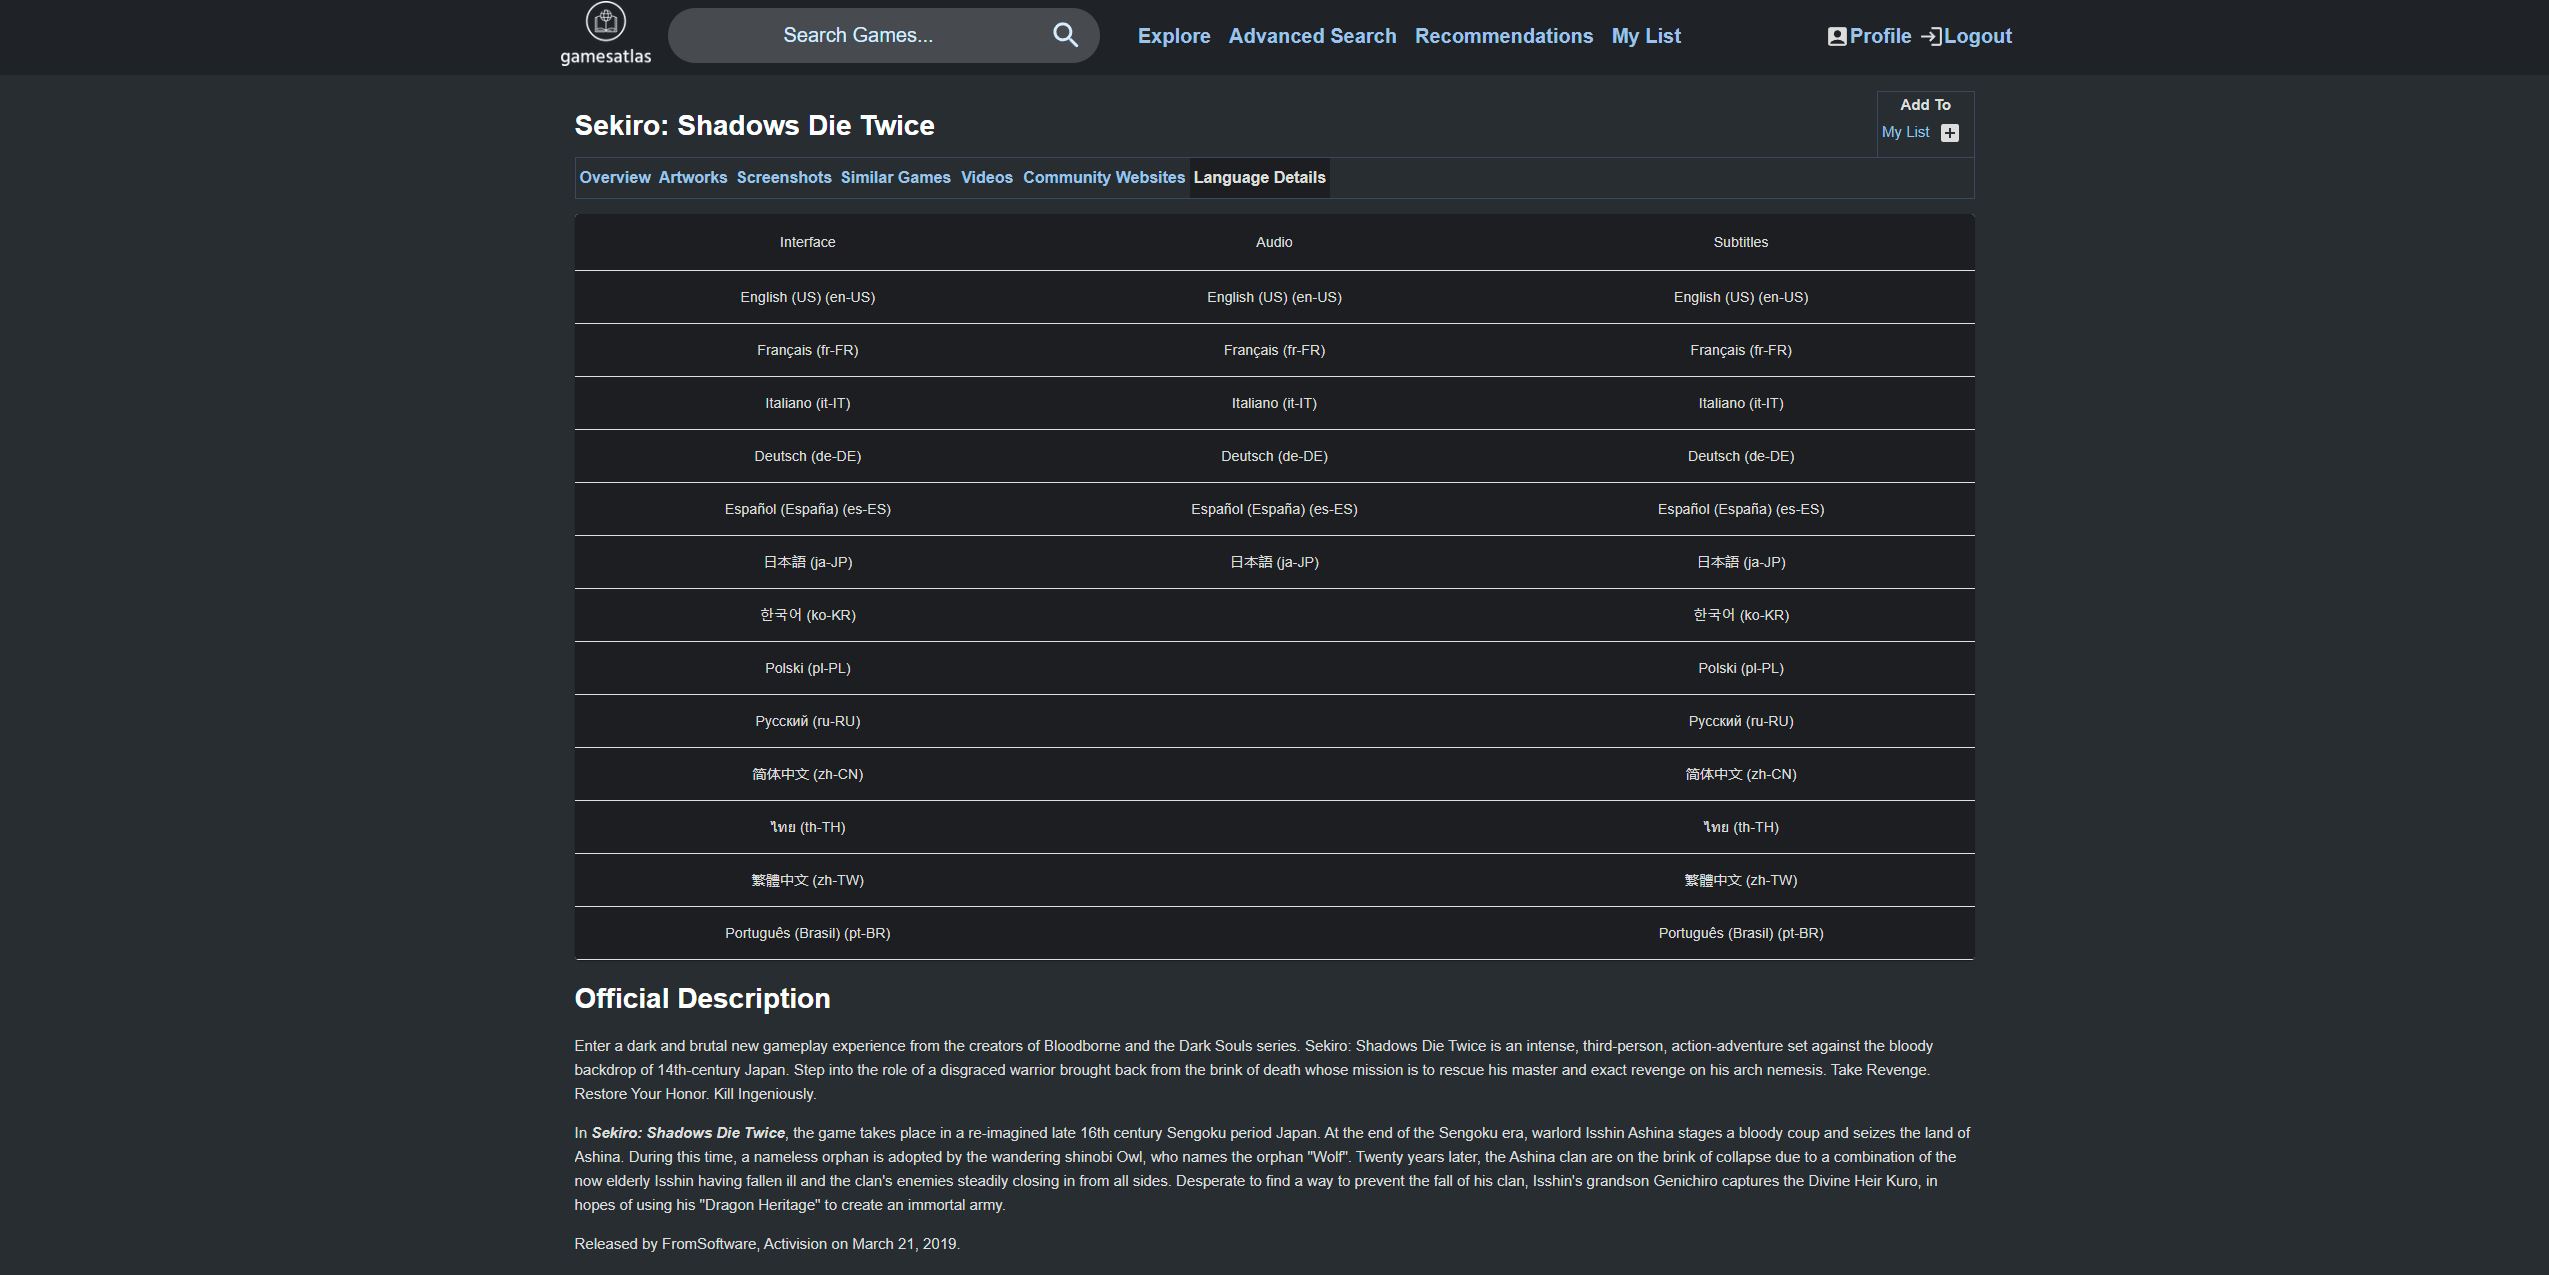 gamesatlas
Search Games...
Explore Advanced Search Recommendations My List
Profile Logout
Sekiro: Shadows Die Twice
Add To
My List
Overview Artworks Screenshots Similar Games Videos Community Websites Language Details
Interface Audio Subtitles
English (US) (en-US) English (US) (en-US) English (US) (en-US)
Français (fr-FR) Français (fr-FR) Français (fr-FR)
Italiano (it-IT) Italiano (it-IT) Italiano (it-IT)
Deutsch (de-DE) Deutsch (de-DE) Deutsch (de-DE)
Español (España) (es-ES) Español (España) (es-ES) Español (España) (es-ES)
日本語 (ja-JP) 日本語 (ja-JP) 日本語 (ja-JP)
한국어 (ko-KR) 한국어 (ko-KR)
Polski (pl-PL) Polski (pl-PL)
Русский (ru-RU) Русский (ru-RU)
简体中文 (zh-CN) 简体中文 (zh-CN)
ไทย (th-TH) ไทย (th-TH)
繁體中文 (zh-TW) 繁體中文 (zh-TW)
Português (Brasil) (pt-BR) Português (Brasil) (pt-BR)
Official Description
Enter a dark and brutal new gameplay experience from the creators of Bloodborne and the Dark Souls series. Sekiro: Shadows Die Twice is an intense, third-person, action-adventure set against the bloody
backdrop of 14th-century Japan. Step into the role of a disgraced warrior brought back from the brink of death whose mission is to rescue his master and exact revenge on his arch nemesis. Take Revenge.
Restore Your Honor. Kill Ingeniously.
In Sekiro: Shadows Die Twice, the game takes place in a re-imagined late 16th century Sengoku period Japan. At the end of the Sengoku era, warlord Isshin Ashina stages a bloody coup and seizes the land of
Ashina. During this time, a nameless orphan is adopted by the wandering shinobi Owl, who names the orphan "Wolf". Twenty years later, the Ashina clan are on the brink of collapse due to a combination of the
now elderly Isshin having fallen ill and the clan's enemies steadily closing in from all sides. Desperate to find a way to prevent the fall of his clan, Isshin's grandson Genichiro captures the Divine Heir Kuro, in
hopes of using his "Dragon Heritage" to create an immortal army.
Released by FromSoftware, Activision on March 21, 2019.